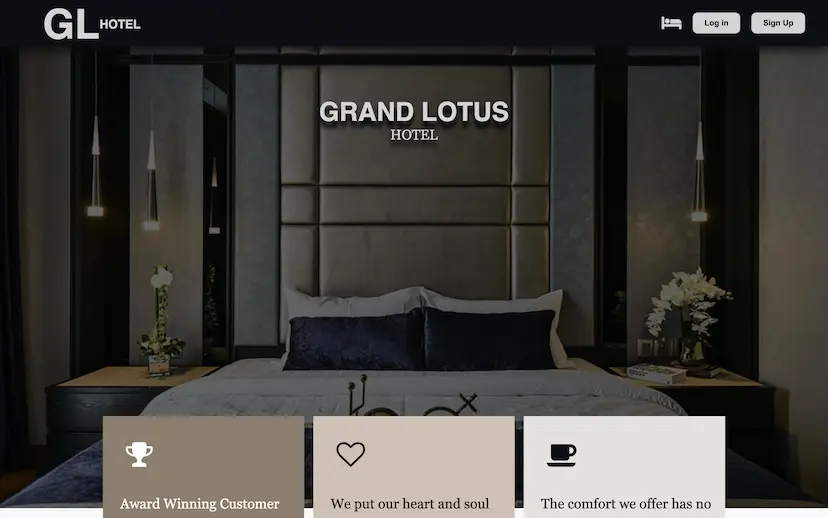 GL HOTEL
Log in
Sign Up
GRAND LOTUS
HOTEL
Award Winning Customer
We put our heart and soul
The comfort we offer has no